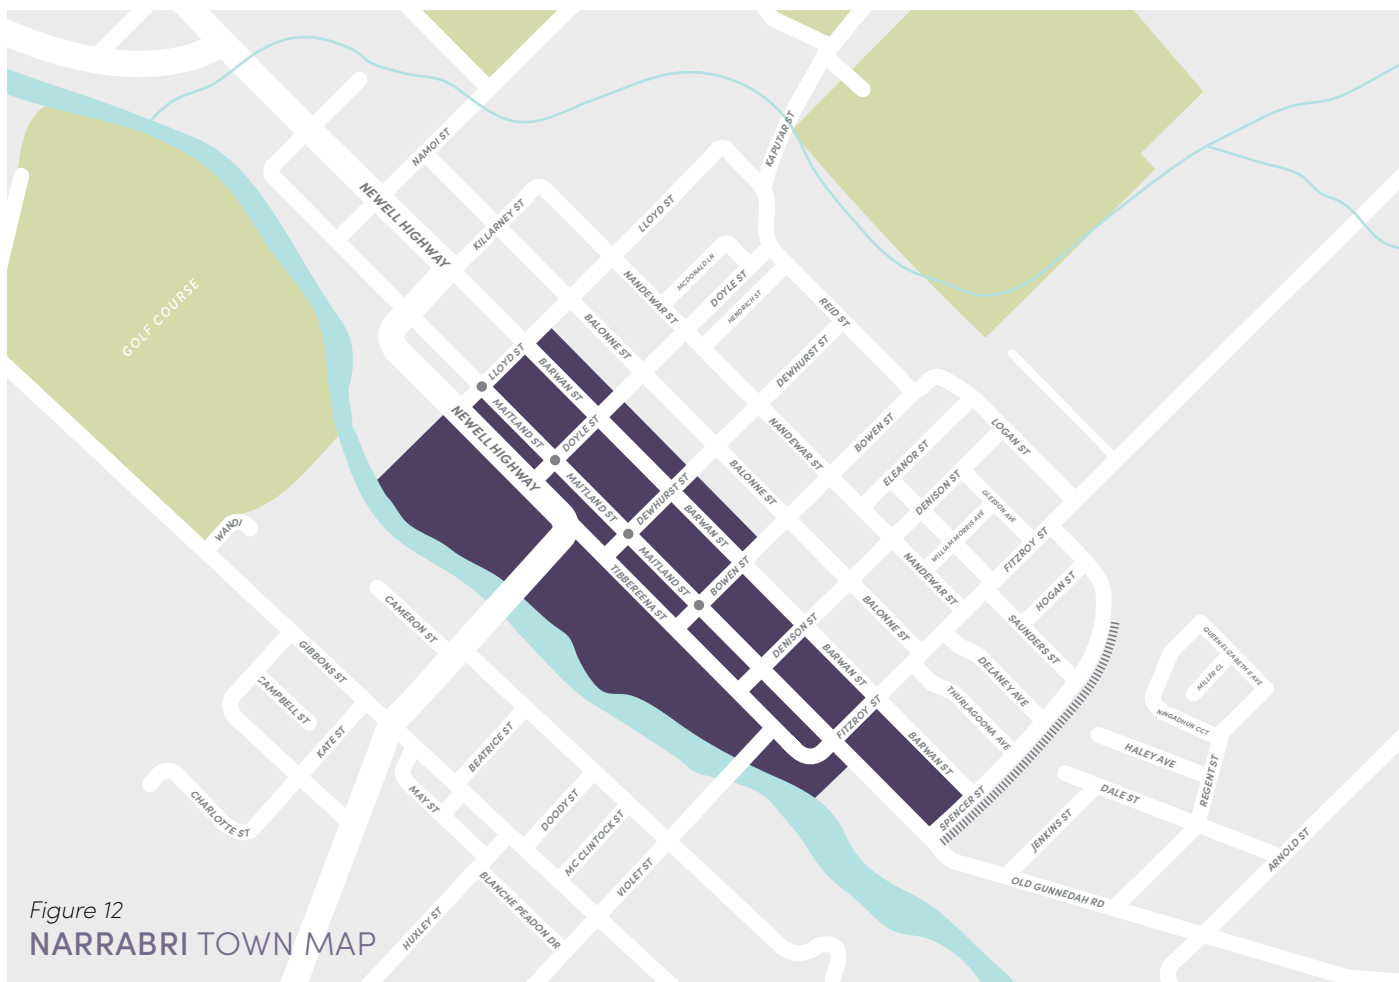 KAPUTAR ST
NAMOI ST
NEWELL HIGHWAY
KILLARNEY ST
LLOYD ST
MCDONALD LN
DOYLE ST
HENDRICH ST
NANDEWAR ST
REID ST
GOLF COURSE
BALONNE ST
DEWHURST ST
LLOYD ST
BARWAN ST
MAITLAND ST
DOYLE ST
NEWELL HIGHWAY
NANDEWAR ST
BOWEN ST
LOGAN ST
ELEANOR ST
BALONNE ST
DENISON ST
GLEESON AVE
MAITLAND ST
DEWHURST ST
BARWAN ST
WILLIAM MORRIS AVE
WANDI
FITZROY ST
MAITLAND ST
TIBBEREENA ST
BOWEN ST
NANDEWAR ST
HOGAN ST
CAMERON ST
BALONNE ST
SAUNDERS ST
GIBBONS ST
DENISON ST
BARWAN ST
DELANEY AVE
QUEEN ELIZABETH II AVE
MILLER CL
CAMPBELL ST
KATE ST
THURLAGOONA AVE
NINGADHUN CCT
FITZROY ST
BEATRICE ST
BARWAN ST
HALEY AVE
REGENT ST
CHARLOTTE ST
MAY ST
DOODY ST
SPENCER ST
DALE ST
MC CLINTOCK ST
JENKINS ST
ARNOLD ST
VIOLET ST
OLD GUNNEDAH RD
BLANCHE PEADON DR
HUXLEY ST
Figure 12
NARRABRI TOWN MAP